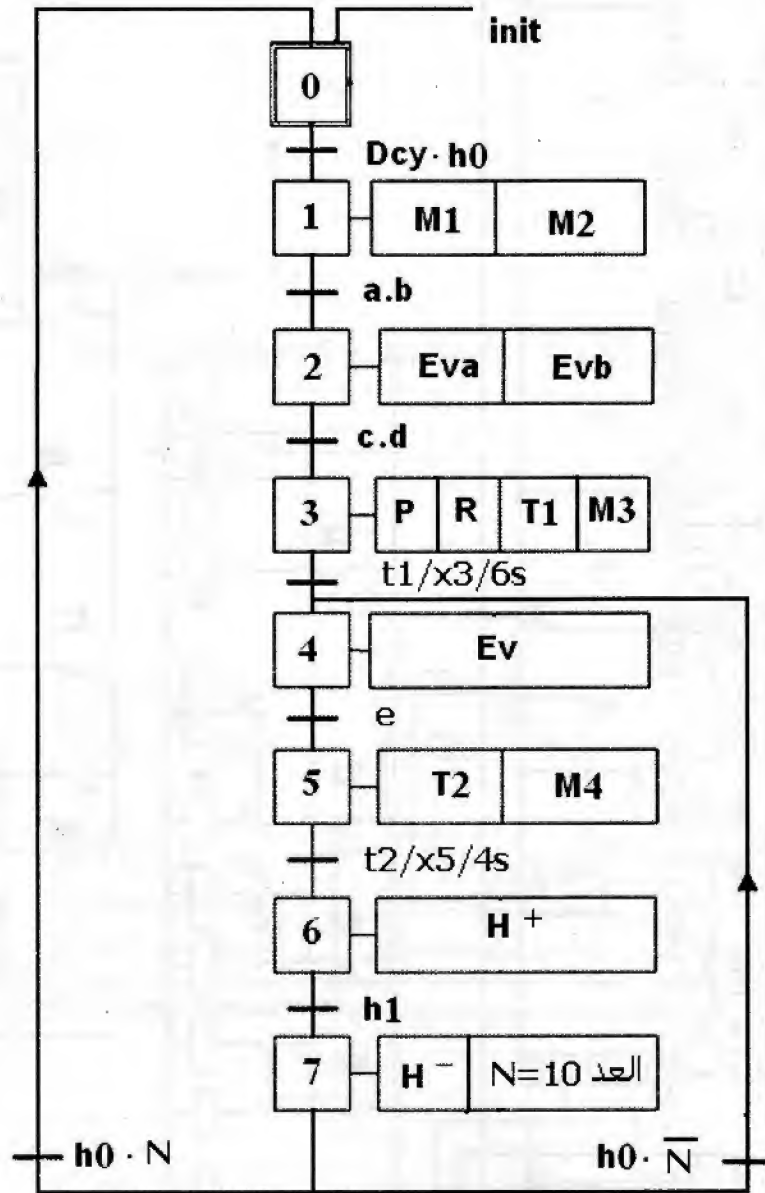 init
0
Dcy · h0
1 M1 M2
a.b
2 Eva Evb
c.d
3 P R T1 M3
t1/x3/6s
4 Ev
e
5 T2 M4
t2/x5/4s
6 H +
h1
7 H − N=10 العد
h0 · N h0 · N̅